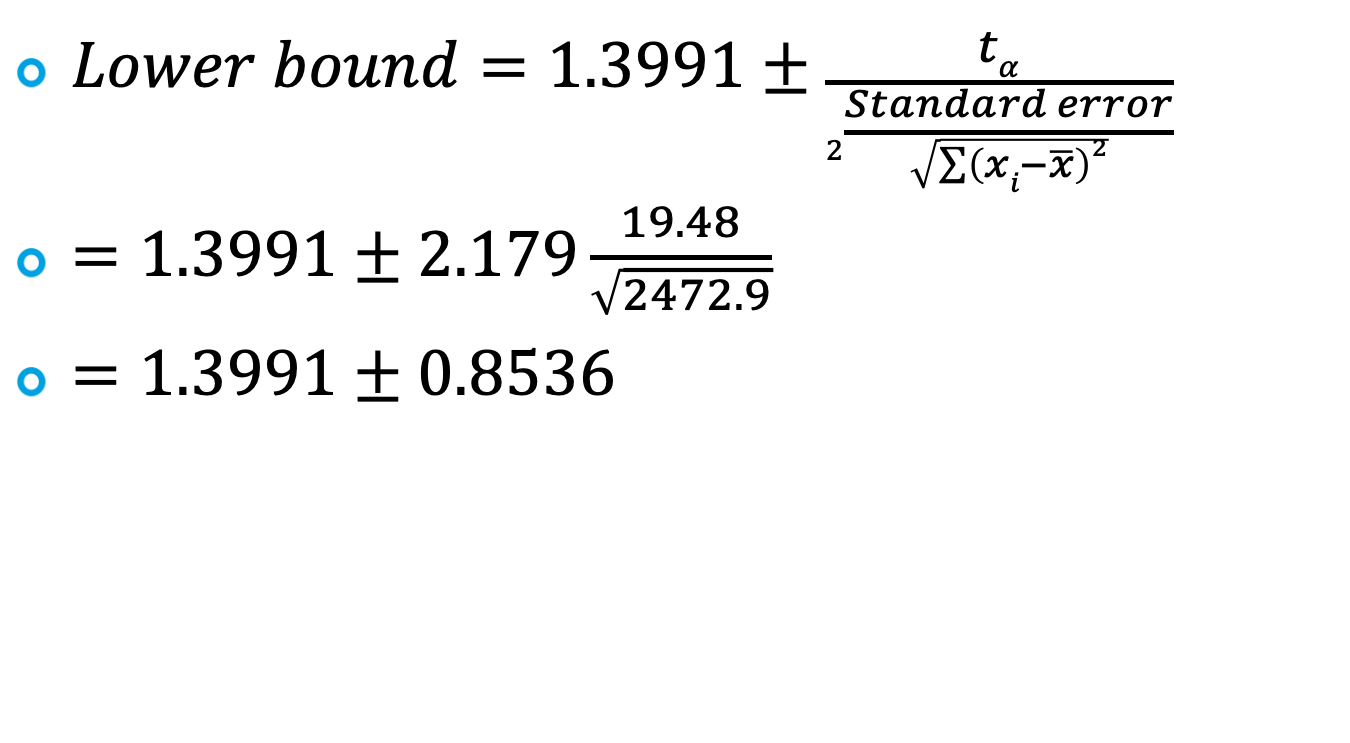 Lower bound = 1.3991 ± t_α / (2 Standard error / √∑(x_i−x̅)²)
= 1.3991 ± 2.179 19.48 / √2472.9
= 1.3991 ± 0.8536